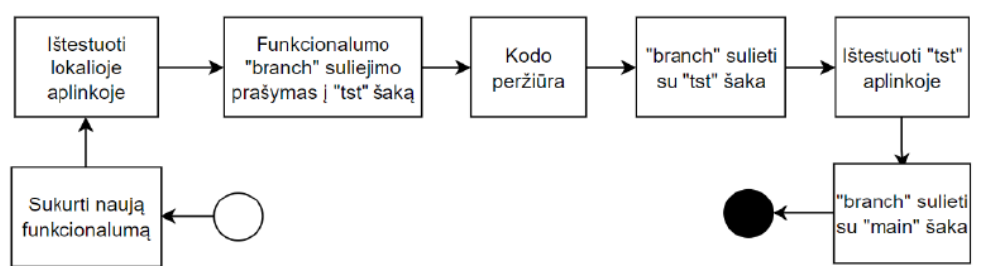 Ištestuoti
lokalioje
aplinkoje
Funkcionalumo
"branch" suliejimo
prašymas į "tst" šaką
Kodo
peržiūra
"branch" sulieti
su "tst" šaka
Ištestuoti "tst"
aplinkoje
Sukurti naują
funkcionalumą
"branch" sulieti
su "main" šaka